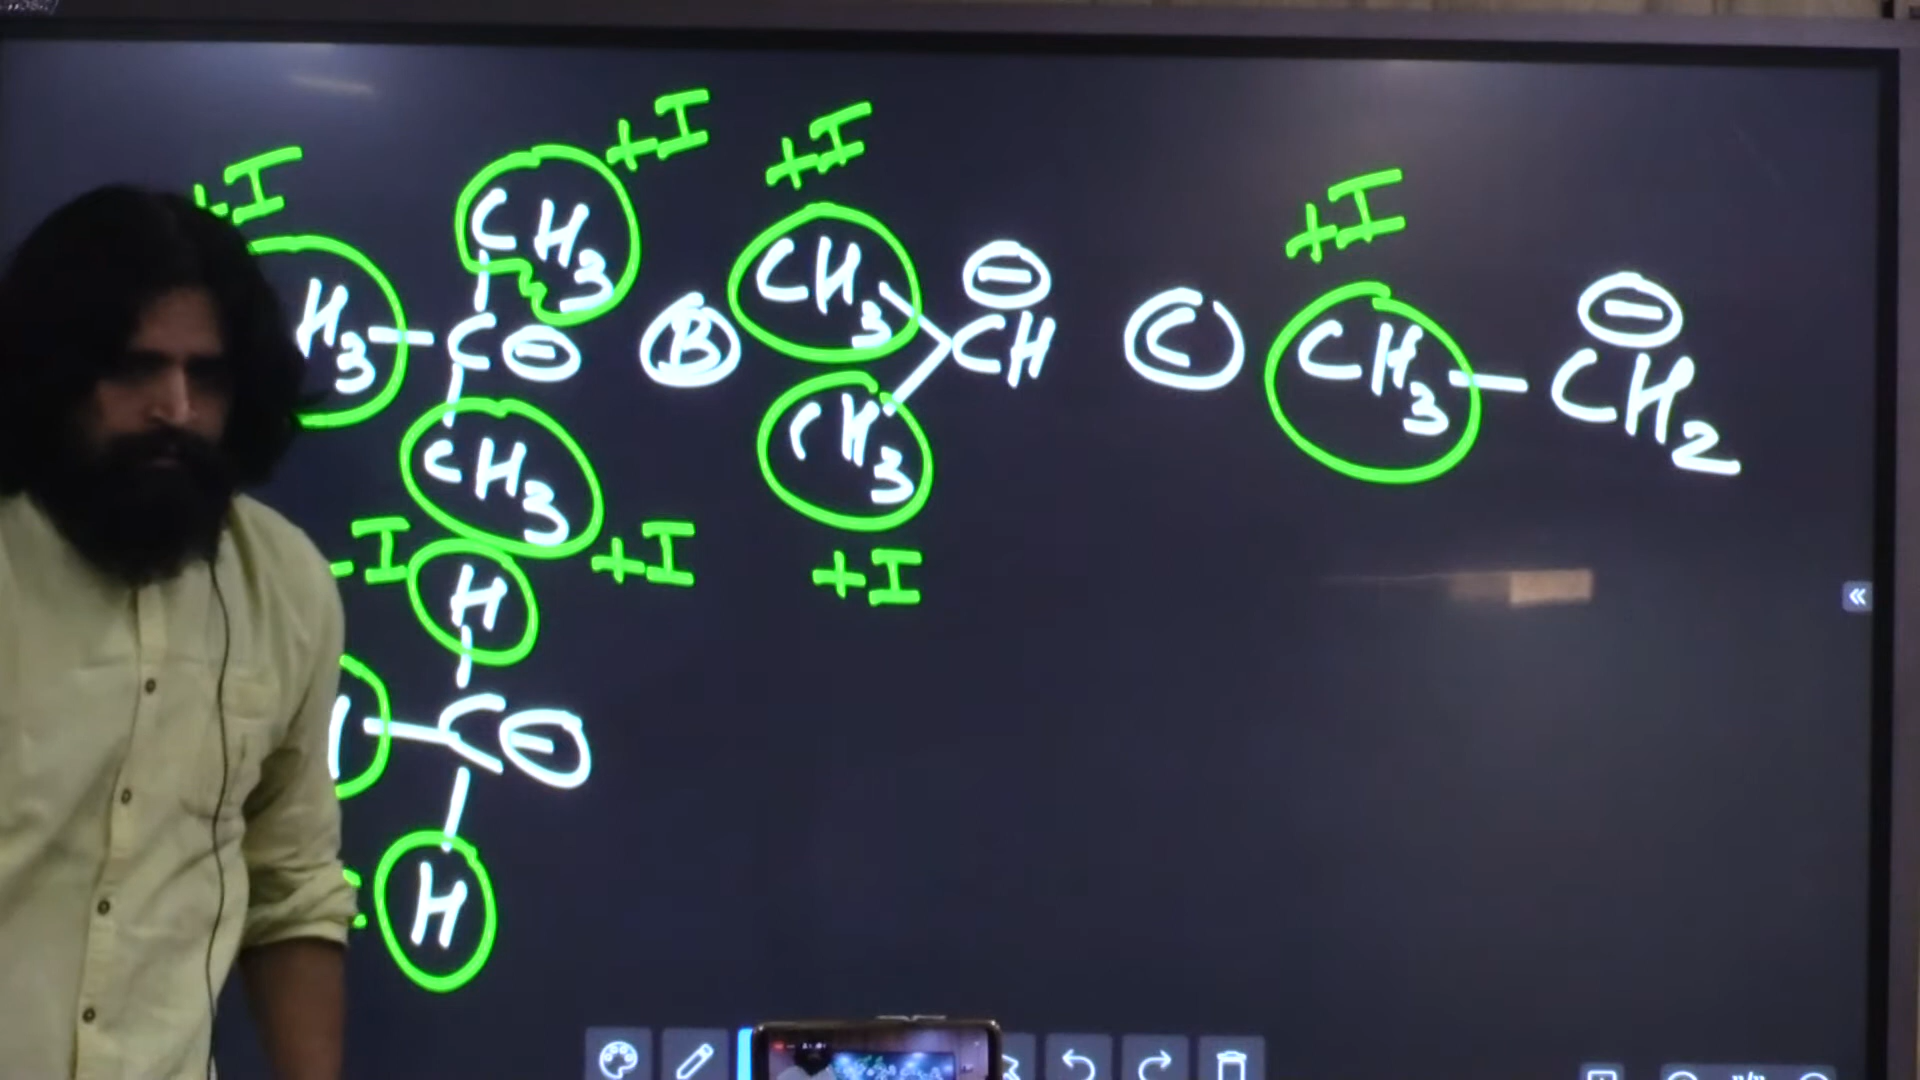 +I +I +I +I
CH3 CH3 ⊖ ⊖
H3 - C ⊖ B CH C CH3 - CH2
CH3 CH3
-I +I +I
H
C ⊖
H